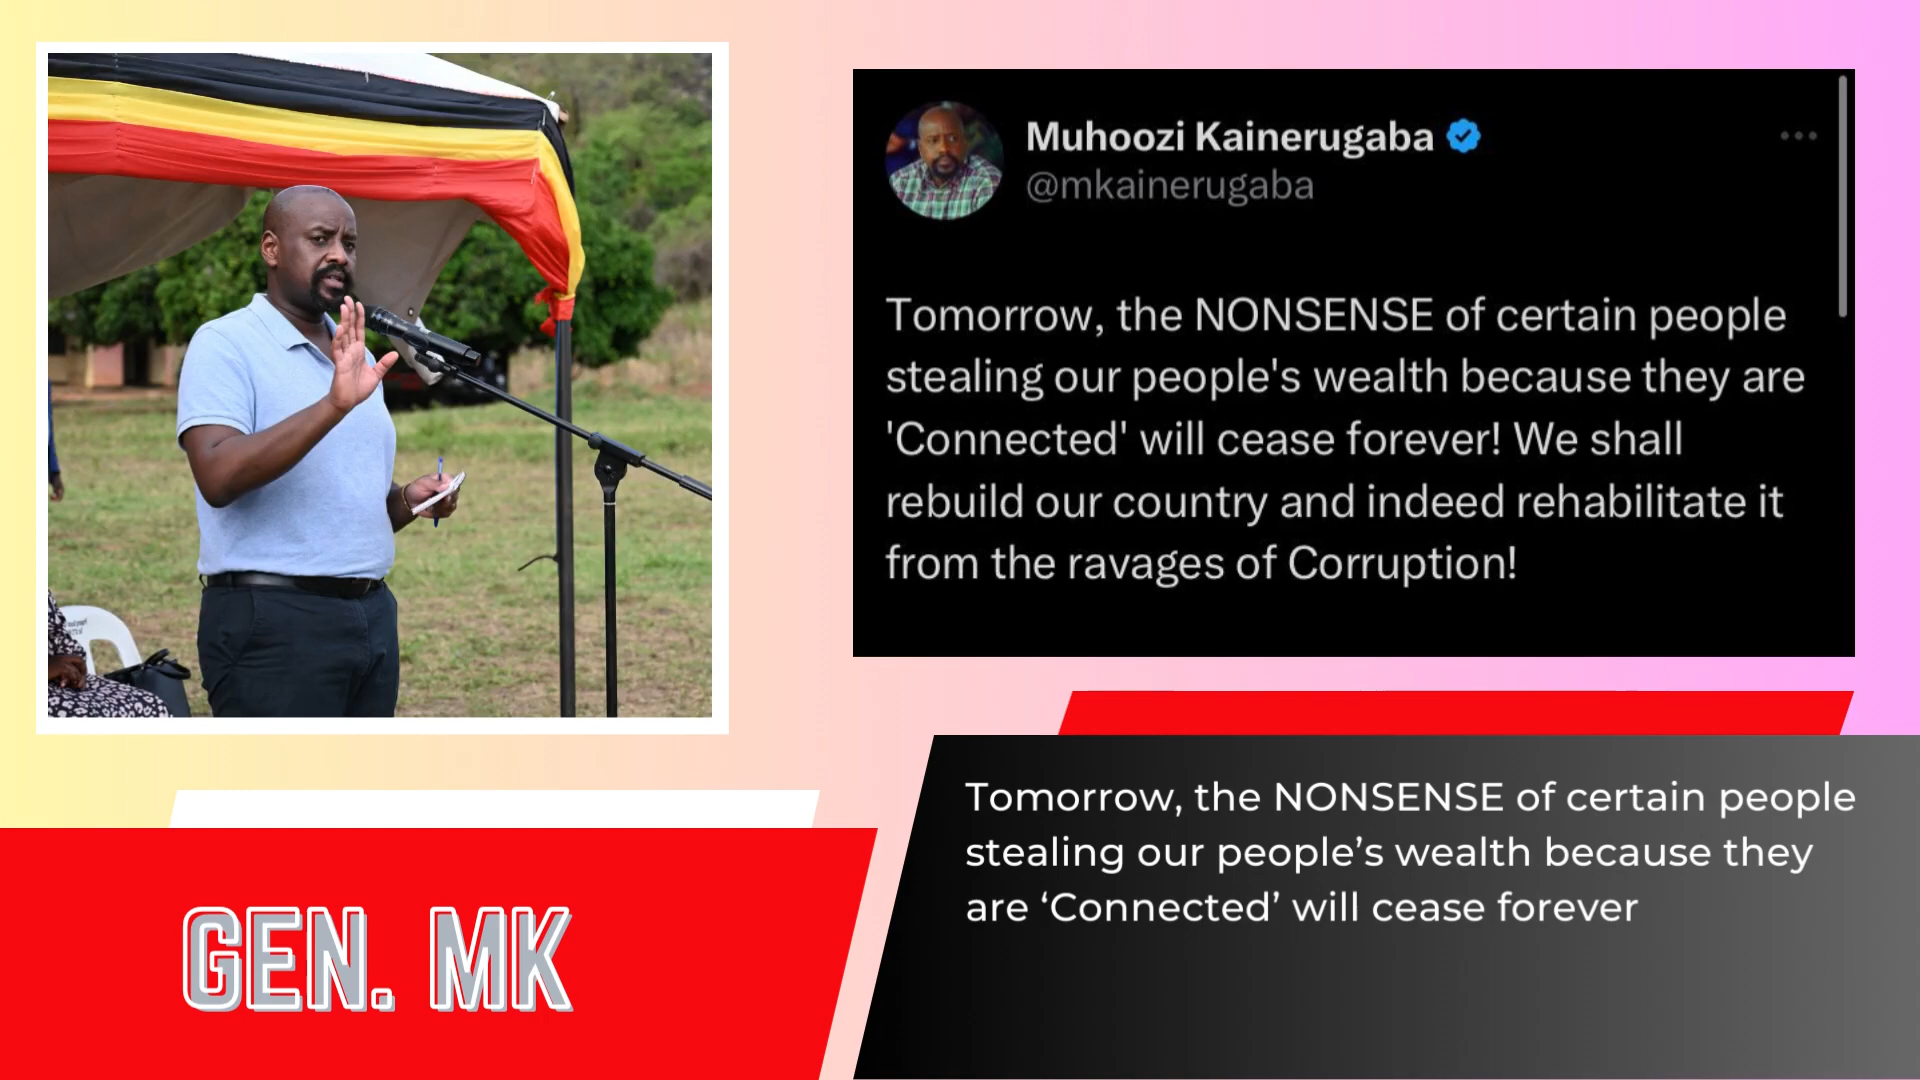 Muhoozi Kainerugaba
@mkainerugaba
Tomorrow, the NONSENSE of certain people
stealing our people's wealth because they are
'Connected' will cease forever! We shall
rebuild our country and indeed rehabilitate it
from the ravages of Corruption!
Tomorrow, the NONSENSE of certain people
stealing our people’s wealth because they
are ‘Connected’ will cease forever
GEN. MK